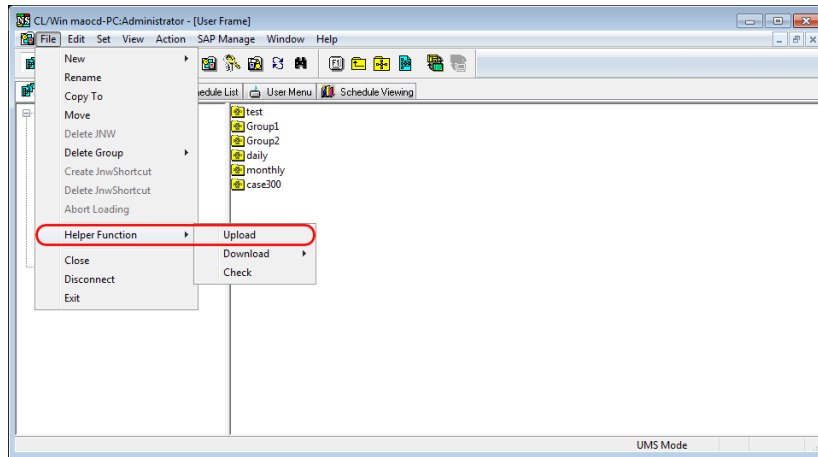 CL/Win maocd-PC:Administrator - [User Frame]
File Edit Set View Action SAP Manage Window Help
New
Rename
Copy To
Move
Delete JNW
Delete Group
Create JnwShortcut
Delete JnwShortcut
Abort Loading
Helper Function
Close
Disconnect
Exit
Upload
Download
Check
List User Menu Schedule Viewing
test
Group1
Group2
daily
monthly
case300
UMS Mode